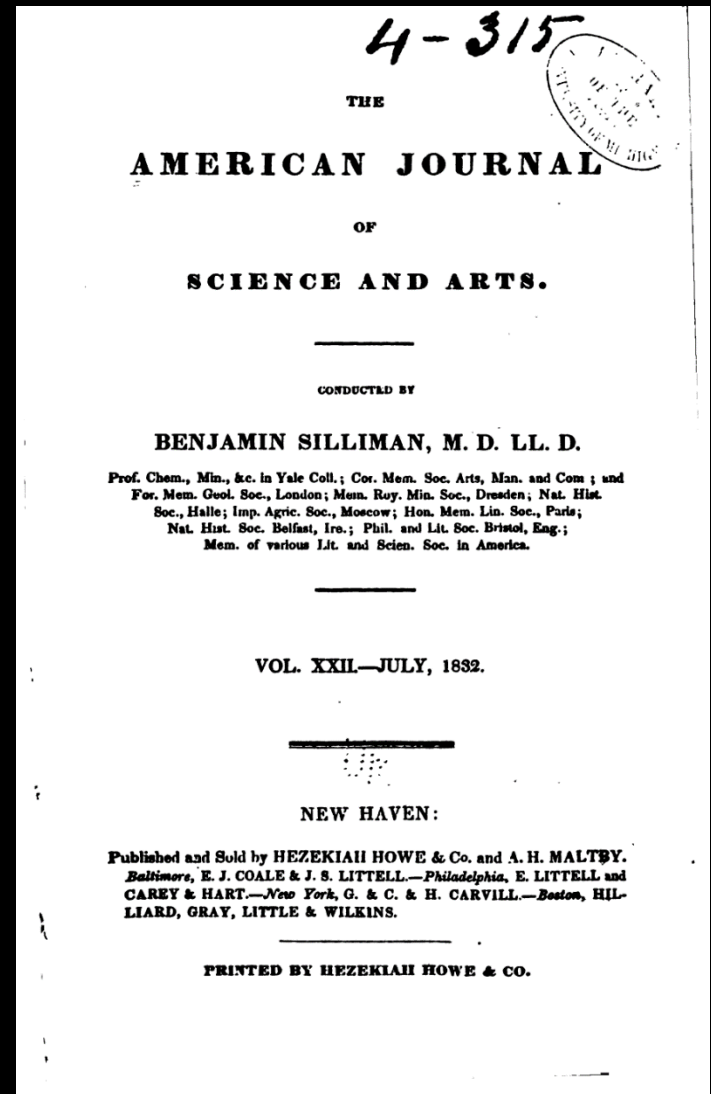 4-315
THE
AMERICAN JOURNAL
OF
SCIENCE AND ARTS.
CONDUCTED BY
BENJAMIN SILLIMAN, M. D. LL. D.
Prof. Chem., Min., &c. in Yale Coll.; Cor. Mem. Soc. Arts, Man. and Com ; and
For. Mem. Geol. Soc., London; Mem. Roy. Min. Soc., Dresden; Nat. Hist.
Soc., Halle; Imp. Agric. Soc., Moscow; Hon. Mem. Lin. Soc., Paris;
Nat. Hist. Soc. Belfast, Ire.; Phil. and Lit. Soc. Bristol, Eng.;
Mem. of various Lit. and Scien. Soc. in America.
VOL. XXII.—JULY, 1832.
NEW HAVEN:
Published and Sold by HEZEKIAH HOWE & Co. and A. H. MALTBY.
Baltimore, E. J. COALE & J. S. LITTELL.—Philadelphia, E. LITTELL and
CAREY & HART.—New York, G. & C. & H. CARVILL.—Boston, HIL-
LIARD, GRAY, LITTLE & WILKINS.
PRINTED BY HEZEKIAH HOWE & CO.